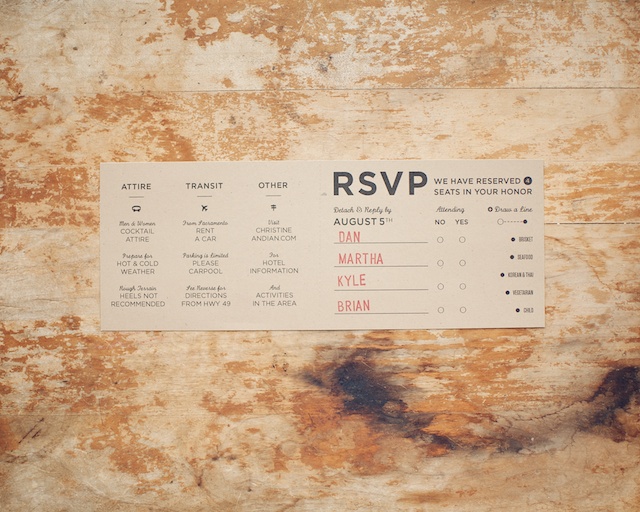 ATTIRE
Men & Women
COCKTAIL
ATTIRE
Prepare for
HOT & COLD
WEATHER
Rough Terrain
HEELS NOT
RECOMMENDED
TRANSIT
From Sacramento
RENT
A CAR
Parking is Limited
PLEASE
CARPOOL
See Reverse for
DIRECTIONS
FROM HWY 49
OTHER
Visit
CHRISTINE
ANDIAN.COM
For
HOTEL
INFORMATION
And
ACTIVITIES
IN THE AREA
RSVP
WE HAVE RESERVED 4
SEATS IN YOUR HONOR
Detach & Reply by
AUGUST 5TH
Attending
NO YES
Draw a Line
DAN
MARTHA
KYLE
BRIAN
BRISKET
SEAFOOD
KOREAN & THAI
VEGETARIAN
CHILD